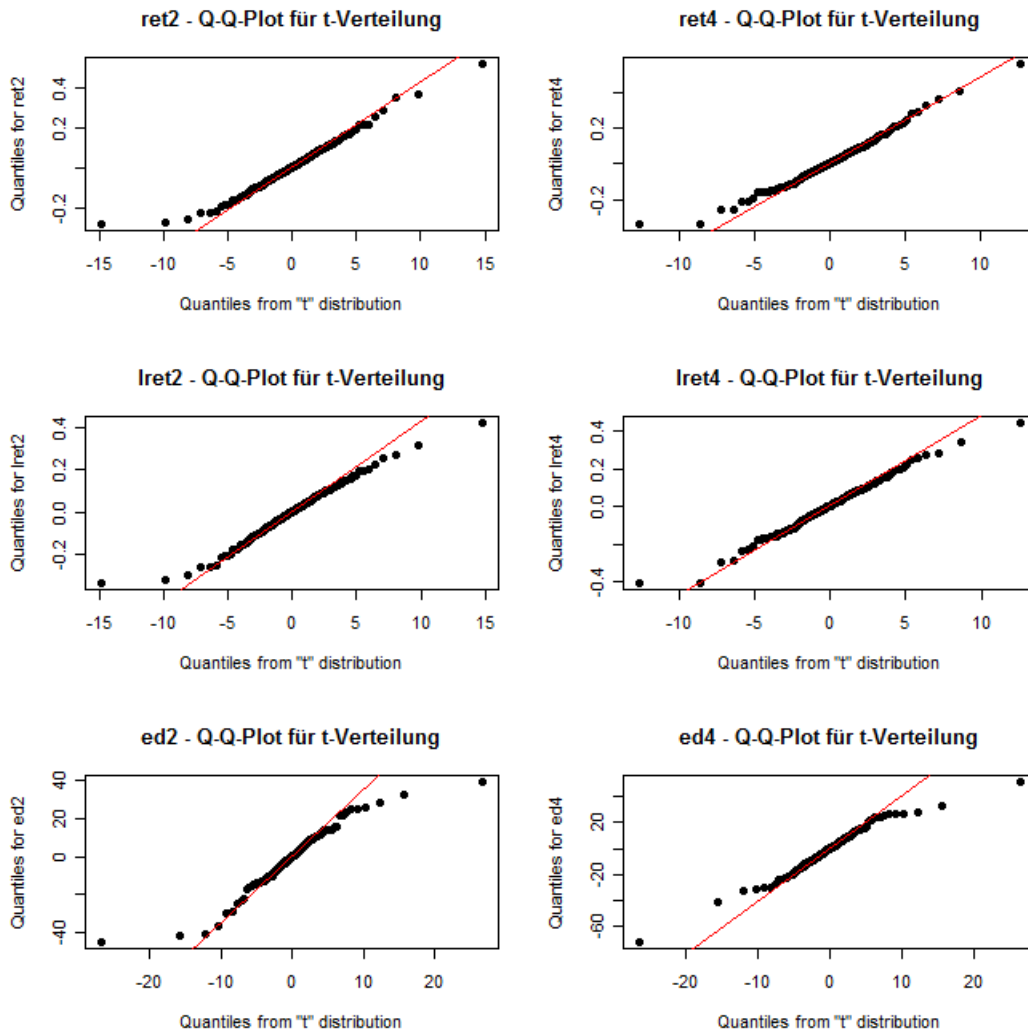 ret2 - Q-Q-Plot für t-Verteilung
Quantiles for ret2
0.4
0.2
-0.2
-15 -10 -5 0 5 10 15
Quantiles from "t" distribution
ret4 - Q-Q-Plot für t-Verteilung
Quantiles for ret4
0.2
-0.2
-10 -5 0 5 10
Quantiles from "t" distribution
lret2 - Q-Q-Plot für t-Verteilung
Quantiles for lret2
0.4
0.2
0.0
-0.2
-15 -10 -5 0 5 10 15
Quantiles from "t" distribution
lret4 - Q-Q-Plot für t-Verteilung
Quantiles for lret4
0.4
0.2
0.0
-0.4
-10 -5 0 5 10
Quantiles from "t" distribution
ed2 - Q-Q-Plot für t-Verteilung
Quantiles for ed2
40
20
0
-40
-20 -10 0 10 20
Quantiles from "t" distribution
ed4 - Q-Q-Plot für t-Verteilung
Quantiles for ed4
20
-20
-60
-20 -10 0 10 20
Quantiles from "t" distribution